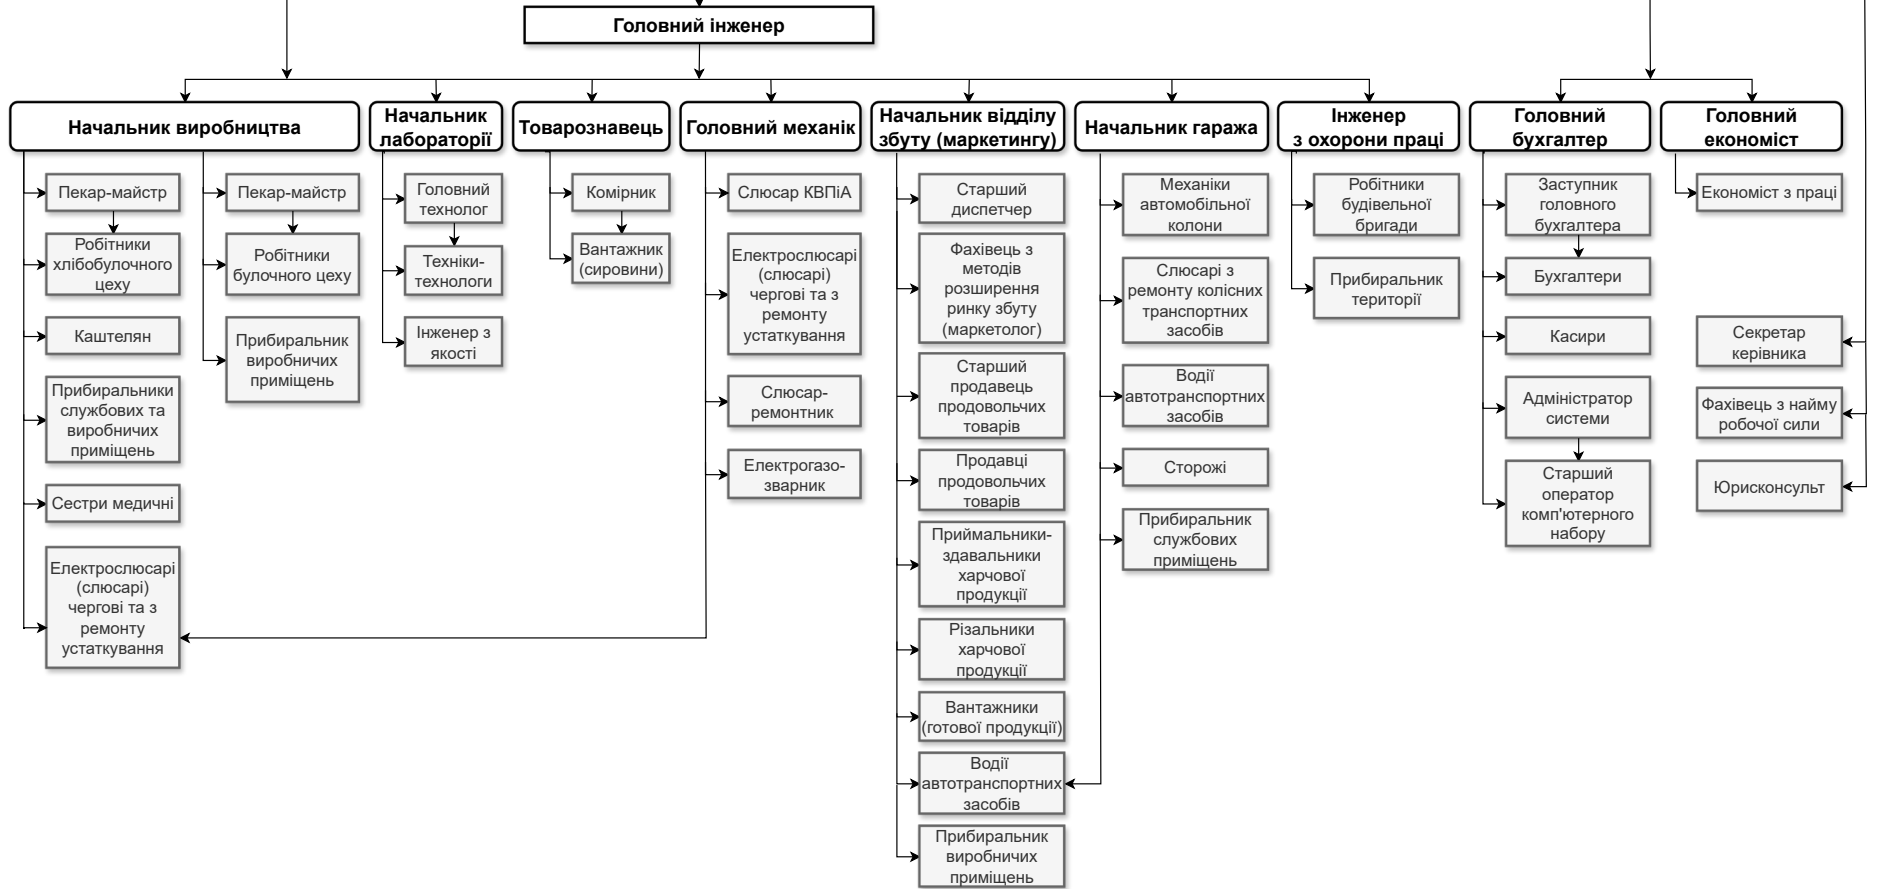 Головний інженер
Начальник виробництва
Пекар-майстр
Робітники
хлібобулочного
цеху
Каштелян
Прибиральники
службових та
виробничих
приміщень
Сестри медичні
Електрослюсарі
(слюсарі)
чергові та з
ремонту
устаткування
Пекар-майстр
Робітники
булочного цеху
Прибиральник
виробничих
приміщень
Начальник
лабораторії
Головний
технолог
Техніки-
технологи
Інженер з
якості
Товарознавець
Комірник
Вантажник
(сировини)
Головний механік
Слюсар КВПіА
Електрослюсарі
(слюсарі)
чергові та з
ремонту
устаткування
Слюсар-
ремонтник
Електрогазо-
зварник
Начальник відділу
збуту (маркетингу)
Старший
диспетчер
Фахівець з
методів
розширення
ринку збуту
(маркетолог)
Старший
продавець
продовольчих
товарів
Продавці
продовольчих
товарів
Приймальники-
здавальники
харчової
продукції
Різальники
харчової
продукції
Вантажники
(готової продукції)
Водії
автотранспортних
засобів
Прибиральник
виробничих
приміщень
Начальник гаража
Механіки
автомобільної
колони
Слюсарі з
ремонту колісних
транспортних
засобів
Водії
автотранспортних
засобів
Сторожі
Прибиральник
службових
приміщень
Інженер
з охорони праці
Робітники
будівельної
бригади
Прибиральник
території
Головний
бухгалтер
Заступник
головного
бухгалтера
Бухгалтери
Касири
Адміністратор
системи
Старший
оператор
комп'ютерного
набору
Головний
економіст
Економіст з праці
Секретар
керівника
Фахівець з найму
робочої сили
Юрисконсульт